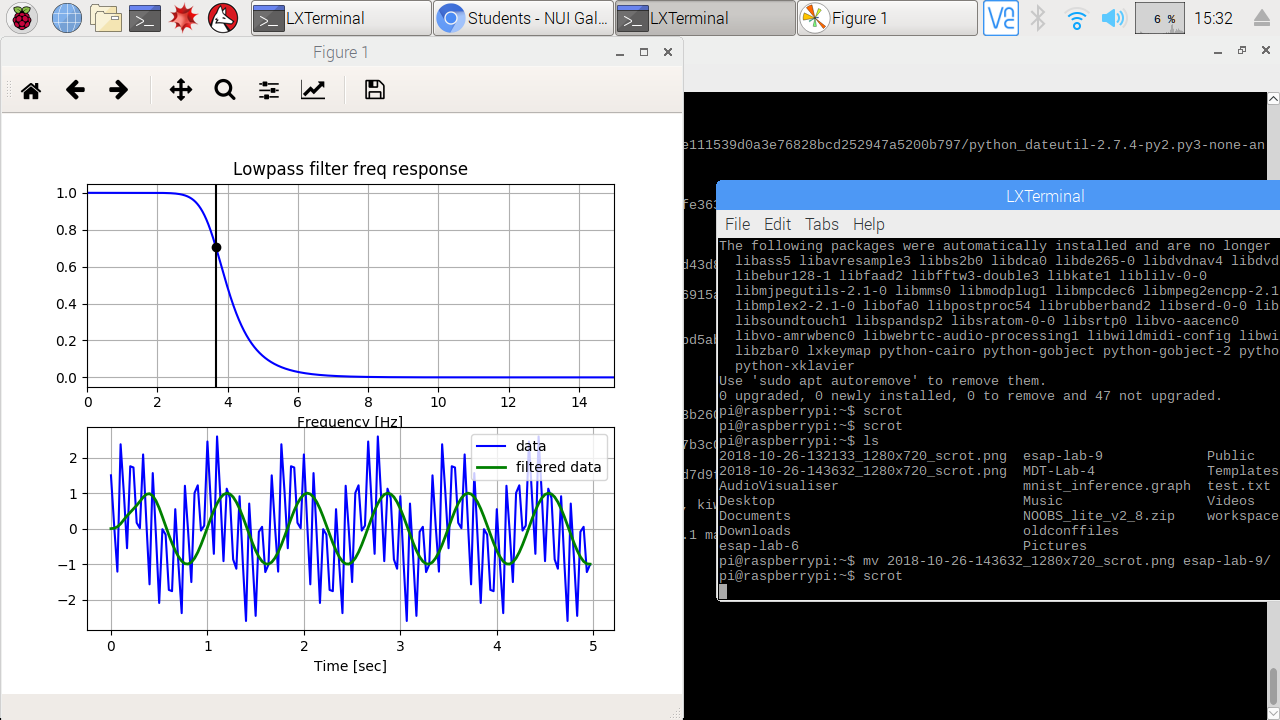 LXTerminal
Students - NUI Gal...
LXTerminal
Figure 1
V2
6 %
15:32
Figure 1
Lowpass filter freq response
1.0
0.8
0.6
0.4
0.2
0.0
0 2 4 6 8 10 12 14
Frequency [Hz]
data
filtered data
2
1
0
−1
−2
0 1 2 3 4 5
Time [sec]
e111539d0a3e76828bcd252947a5200b797/python_dateutil-2.7.4-py2.py3-none-an
LXTerminal
File Edit Tabs Help
The following packages were automatically installed and are no longer
libass5 libavresample3 libbs2b0 libdca0 libde265-0 libdvdnav4 libdvd
libebur128-1 libfaad2 libfftw3-double3 libkate1 liblilv-0-0
libmjpegutils-2.1-0 libmms0 libmodplug1 libmpcdec6 libmpeg2encpp-2.1
libmplex2-2.1-0 libofa0 libpostproc54 librubberband2 libserd-0-0 lib
libsoundtouch1 libspandsp2 libsratom-0-0 libsrtp0 libvo-aacenc0
libvo-amrwbenc0 libwebrtc-audio-processing1 libwildmidi-config libwi
libzbar0 lxkeymap python-cairo python-gobject python-gobject-2 pytho
python-xklavier
Use 'sudo apt autoremove' to remove them.
0 upgraded, 0 newly installed, 0 to remove and 47 not upgraded.
pi@raspberrypi:~$ scrot
pi@raspberrypi:~$ scrot
pi@raspberrypi:~$ ls
2018-10-26-132133_1280x720_scrot.png esap-lab-9 Public
2018-10-26-143632_1280x720_scrot.png MDT-Lab-4 Templates
AudioVisualiser mnist_inference.graph test.txt
Desktop Music Videos
Documents NOOBS_lite_v2_8.zip workspace
Downloads oldconffiles
esap-lab-6 Pictures
pi@raspberrypi:~$ mv 2018-10-26-143632_1280x720_scrot.png esap-lab-9/
pi@raspberrypi:~$ scrot